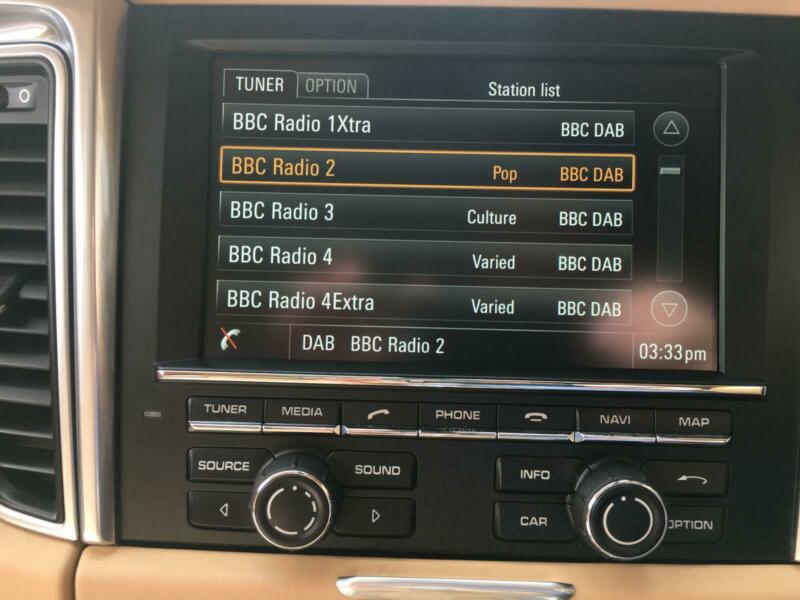 TUNER OPTION Station list
BBC Radio 1Xtra BBC DAB
BBC Radio 2 Pop BBC DAB
BBC Radio 3 Culture BBC DAB
BBC Radio 4 Varied BBC DAB
BBC Radio 4Extra Varied BBC DAB
DAB BBC Radio 2 03:33pm
TUNER MEDIA PHONE NAVI MAP
SOURCE SOUND INFO
CAR OPTION